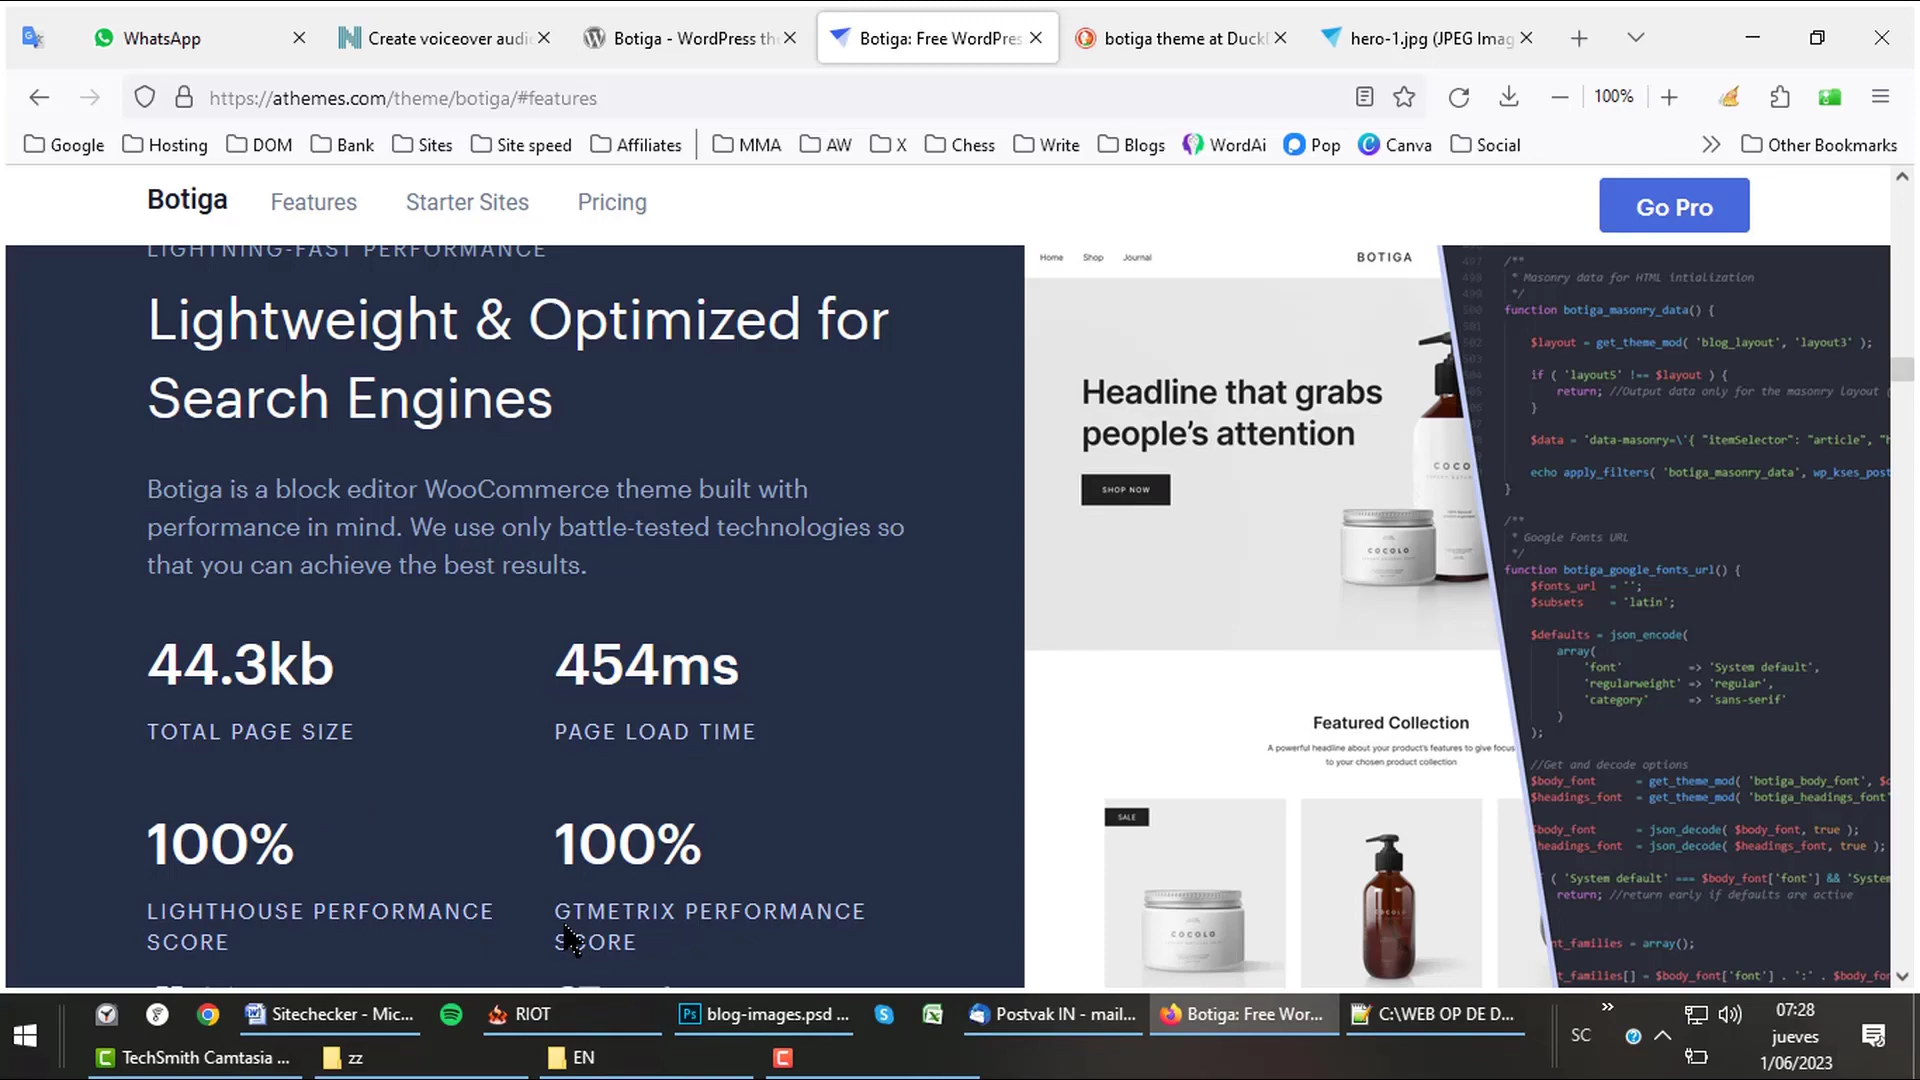 WhatsApp
Create voiceover audi
Botiga - WordPress th
Botiga: Free WordPres
botiga theme at Duck
hero-1.jpg (JPEG Imag
https://athemes.com/theme/botiga/#features
100%
Google
Hosting
DOM
Bank
Sites
Site speed
Affiliates
MMA
AW
X
Chess
Write
Blogs
WordAi
Pop
Canva
Social
Other Bookmarks
Botiga
Features
Starter Sites
Pricing
Go Pro
LIGHTNING-FAST PERFORMANCE
Lightweight & Optimized for
Search Engines
Botiga is a block editor WooCommerce theme built with
performance in mind. We use only battle-tested technologies so
that you can achieve the best results.
44.3kb
454ms
TOTAL PAGE SIZE
PAGE LOAD TIME
100%
100%
LIGHTHOUSE PERFORMANCE
SCORE
GTMETRIX PERFORMANCE
SCORE
Home
Shop
Journal
BOTIGA
Headline that grabs
people's attention
SHOP NOW
COCO
COCOLO
Featured Collection
A powerful headline about your product's features to give focus
to your chosen product collection
SALE
COCOLO
COCOLO
497 /**
498 * Masonry data for HTML intialization
499 */
500 function botiga_masonry_data() {
$layout = get_theme_mod( 'blog_layout', 'layout3' );
if ( 'layout5' !== $layout ) {
return; //Output data only for the masonry layout (
}
$data = 'data-masonry=\'{ "itemSelector": "article", "h
echo apply_filters( 'botiga_masonry_data', wp_kses_post
}
/**
* Google Fonts URL
*/
function botiga_google_fonts_url() {
$fonts_url = '';
$subsets = 'latin';
$defaults = json_encode(
array(
'font' => 'System default',
'regularweight' => 'regular',
'category' => 'sans-serif'
)
);
//Get and decode options
$body_font = get_theme_mod( 'botiga_body_font', $d
$headings_font = get_theme_mod( 'botiga_headings_font'
$body_font = json_decode( $body_font, true );
headings_font = json_decode( $headings_font, true );
( 'System default' === $body_font['font'] && 'System
return; //return early if defaults are active
nt_families = array();
t_families[] = $body_font['font'] . ':' . $body_fon
Sitechecker - Mic...
RIOT
blog-images.psd ...
Postvak IN - mail...
Botiga: Free Wor...
C:\WEB OP DE D...
TechSmith Camtasia ...
zz
EN
SC
07:28
jueves
1/06/2023